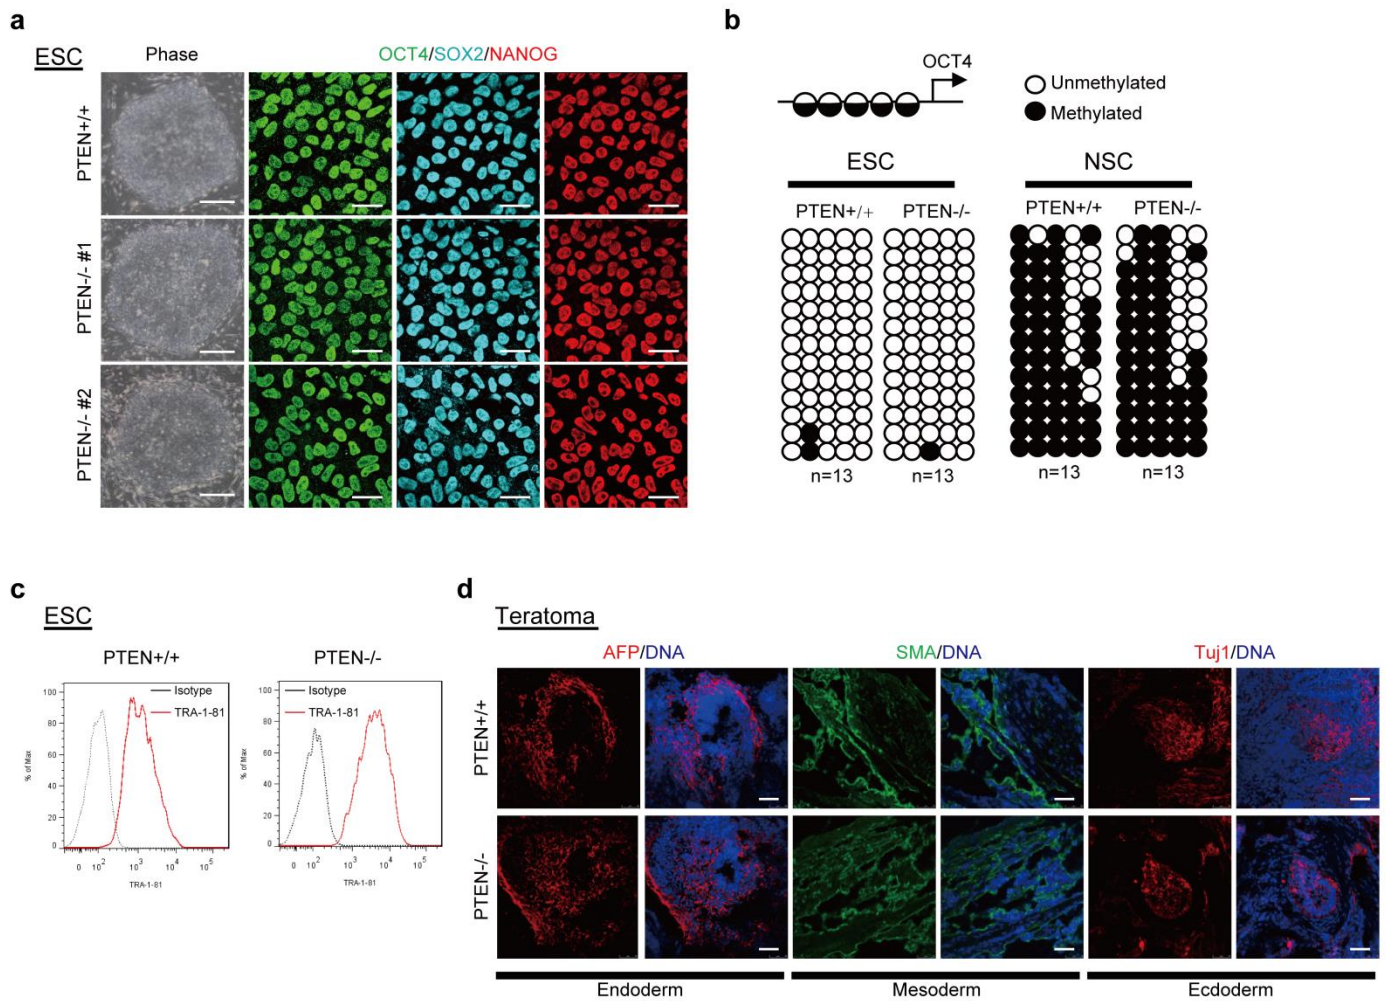 a
ESC
Phase
OCT4/SOX2/NANOG
PTEN+/+
PTEN-/- #1
PTEN-/- #2
b
OCT4
Unmethylated
Methylated
ESC
NSC
PTEN+/+
PTEN-/-
PTEN+/+
PTEN-/-
n=13
n=13
n=13
n=13
c
ESC
PTEN+/+
PTEN-/-
Isotype
TRA-1-81
100
80
60
40
20
0
% of Max
0
10²
10³
10⁴
10⁵
TRA-1-81
Isotype
TRA-1-81
100
80
60
40
20
0
% of Max
0
10²
10³
10⁴
10⁵
TRA-1-81
d
Teratoma
AFP/DNA
SMA/DNA
Tuj1/DNA
PTEN+/+
PTEN-/-
Endoderm
Mesoderm
Ecdoderm